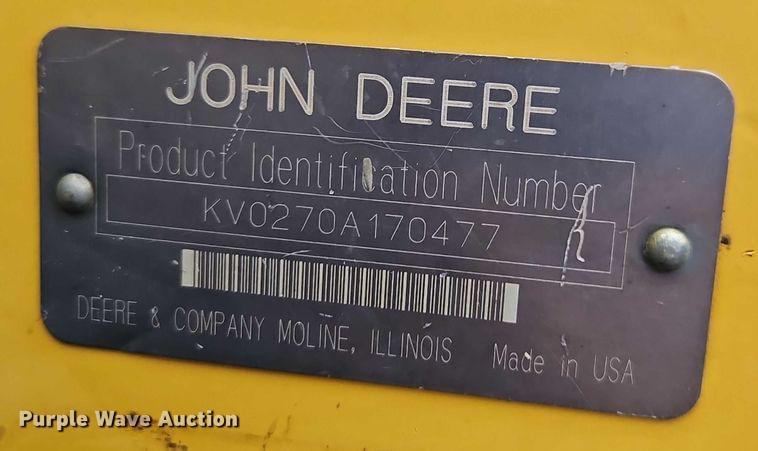 JOHN DEERE
Product Identification Number
KV0270A170477
DEERE & COMPANY MOLINE, ILLINOIS Made in USA
Purple Wave Auction